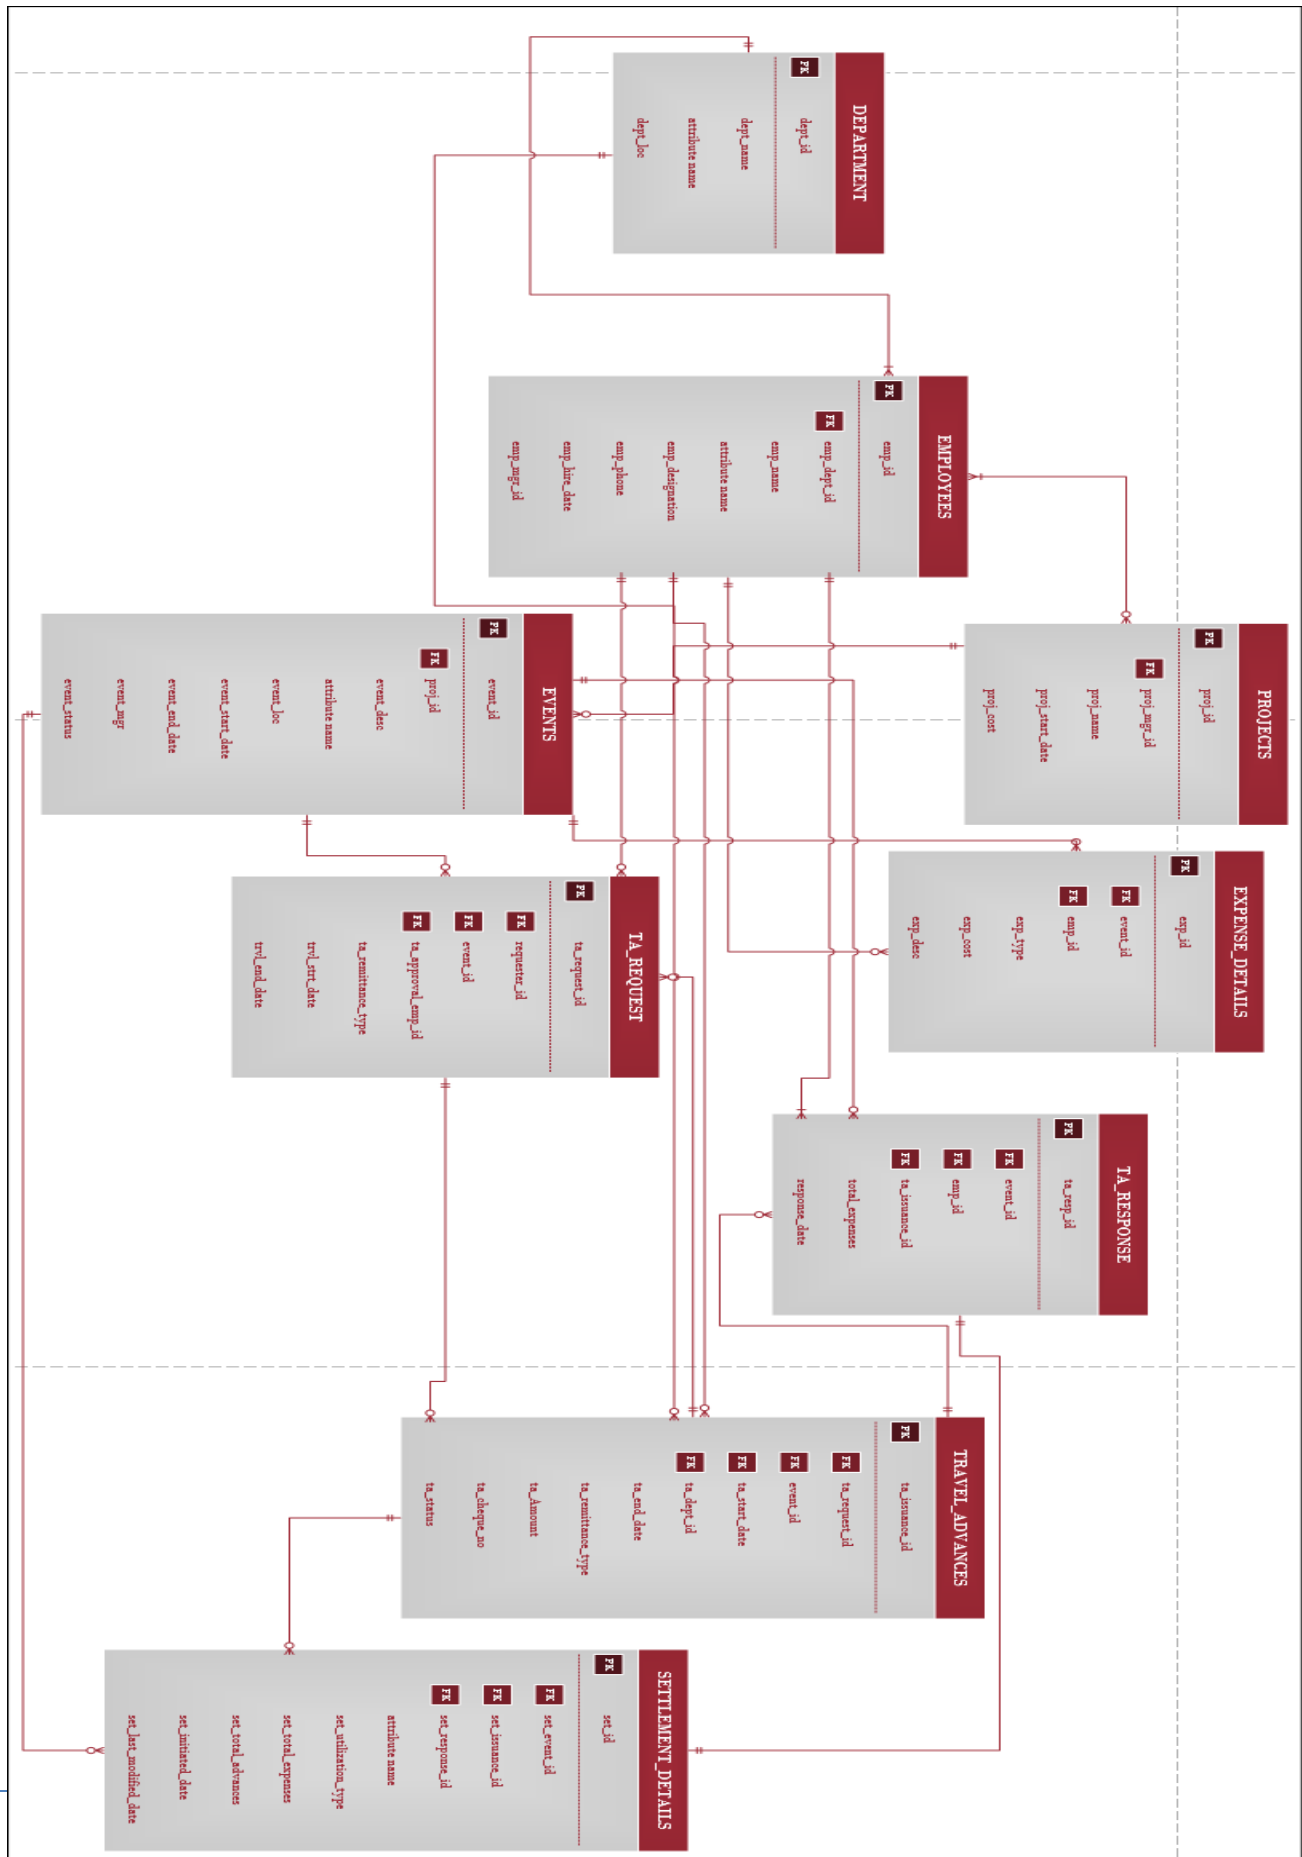 DEPARTMENT
PK
dept_id
dept_name
attribute name
dept_loc
EMPLOYEES
PK
emp_id
FK
emp_dept_id
emp_name
attribute name
emp_designation
emp_phone
emp_hire_date
emp_mgr_id
PROJECTS
PK
proj_id
FK
proj_mgr_id
proj_name
proj_start_date
proj_cost
EVENTS
PK
event_id
FK
proj_id
event_desc
attribute name
event_loc
event_start_date
event_end_date
event_mgr
event_status
EXPENSE_DETAILS
PK
exp_id
FK
event_id
FK
emp_id
exp_type
exp_cost
exp_desc
TA_REQUEST
PK
ta_request_id
FK
requester_id
FK
event_id
FK
ta_approval_emp_id
ta_remittance_type
trvl_strt_date
trvl_end_date
TA_RESPONSE
PK
ta_resp_id
FK
event_id
FK
emp_id
FK
ta_issuance_id
total_expenses
response_date
TRAVEL_ADVANCES
PK
ta_issuance_id
FK
ta_request_id
FK
event_id
FK
ta_start_date
FK
ta_dept_id
ta_end_date
ta_remittance_type
ta_Amount
ta_cheque_no
ta_status
SETTLEMENT_DETAILS
PK
set_id
FK
set_event_id
FK
set_issuance_id
FK
set_response_id
attribute name
set_utilization_type
set_total_expenses
set_total_advances
set_initiated_date
set_last_modified_date